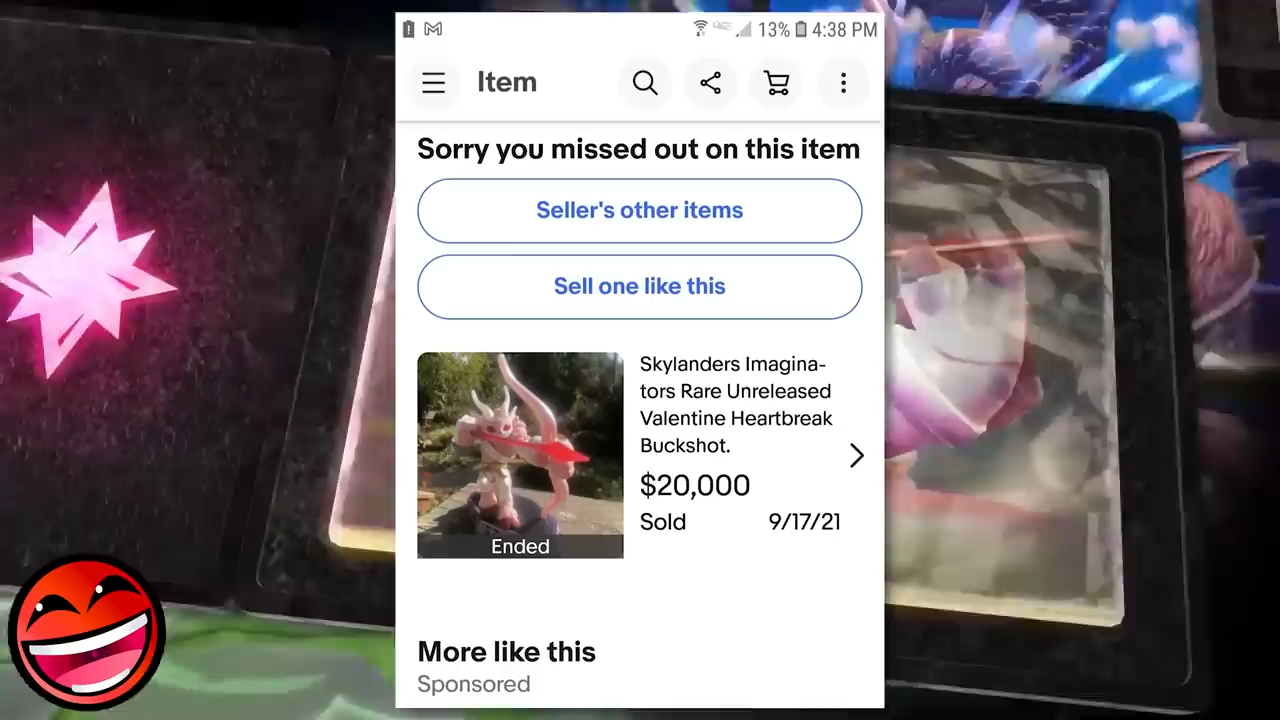 13% 4:38 PM
Item
Sorry you missed out on this item
Seller's other items
Sell one like this
Skylanders Imagina-
tors Rare Unreleased
Valentine Heartbreak
Buckshot.
$20,000
Sold 9/17/21
Ended
More like this
Sponsored